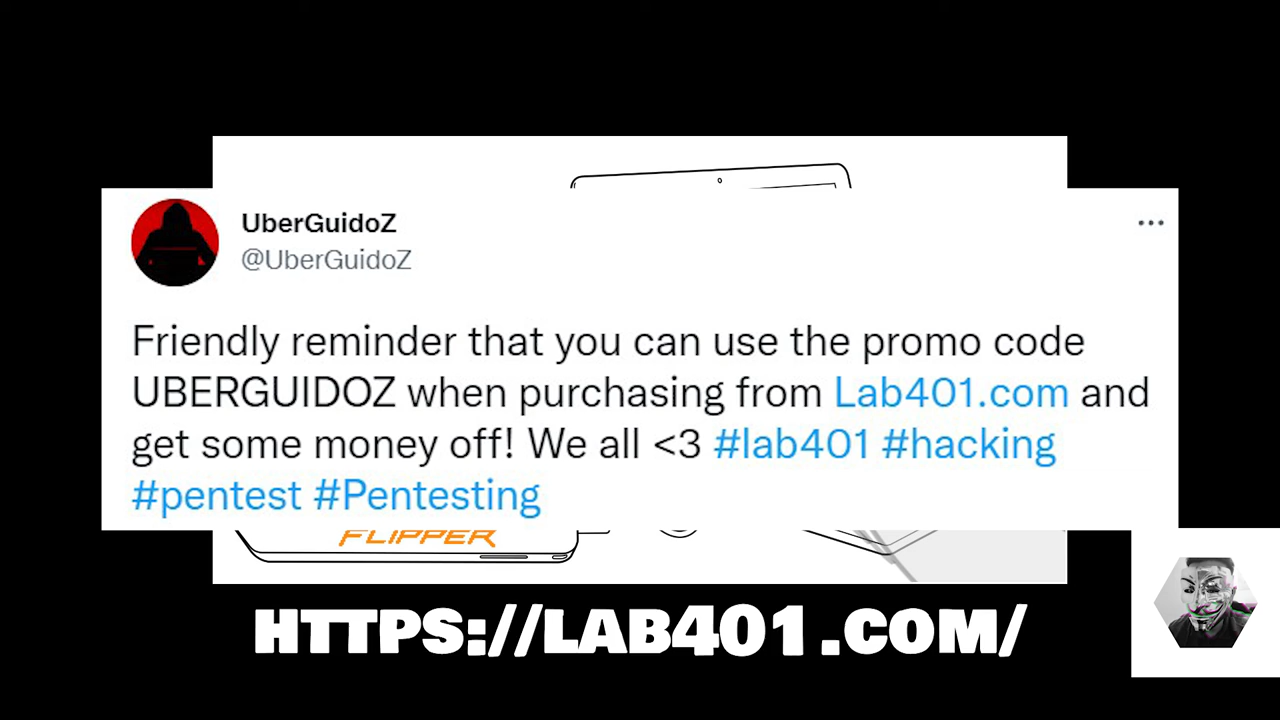 UberGuidoZ
@UberGuidoZ
Friendly reminder that you can use the promo code
UBERGUIDOZ when purchasing from Lab401.com and
get some money off! We all <3 #lab401 #hacking
#pentest #Pentesting
FLIPPER
HTTPS://LAB401.COM/